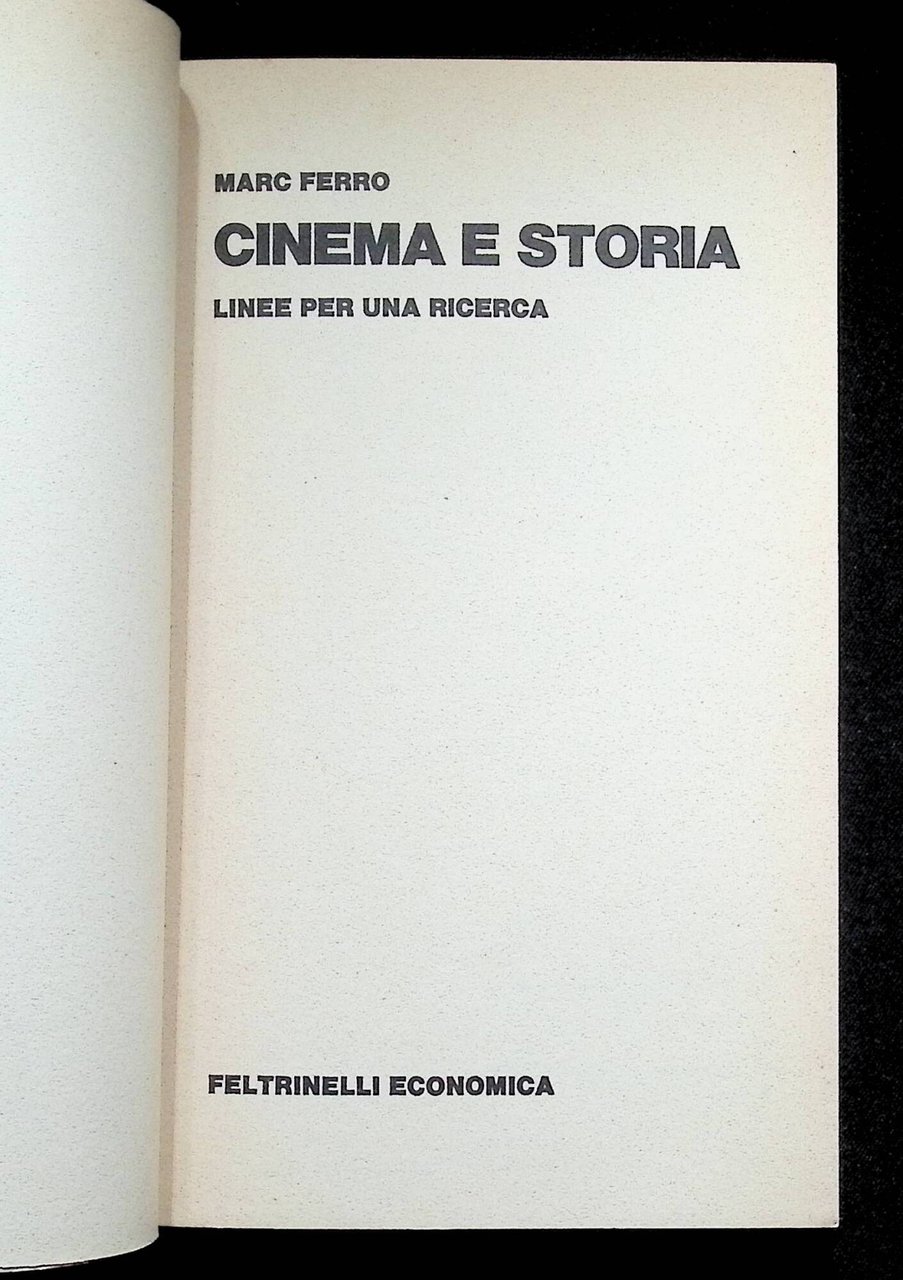 MARC FERRO
CINEMA E STORIA
LINEE PER UNA RICERCA
FELTRINELLI ECONOMICA